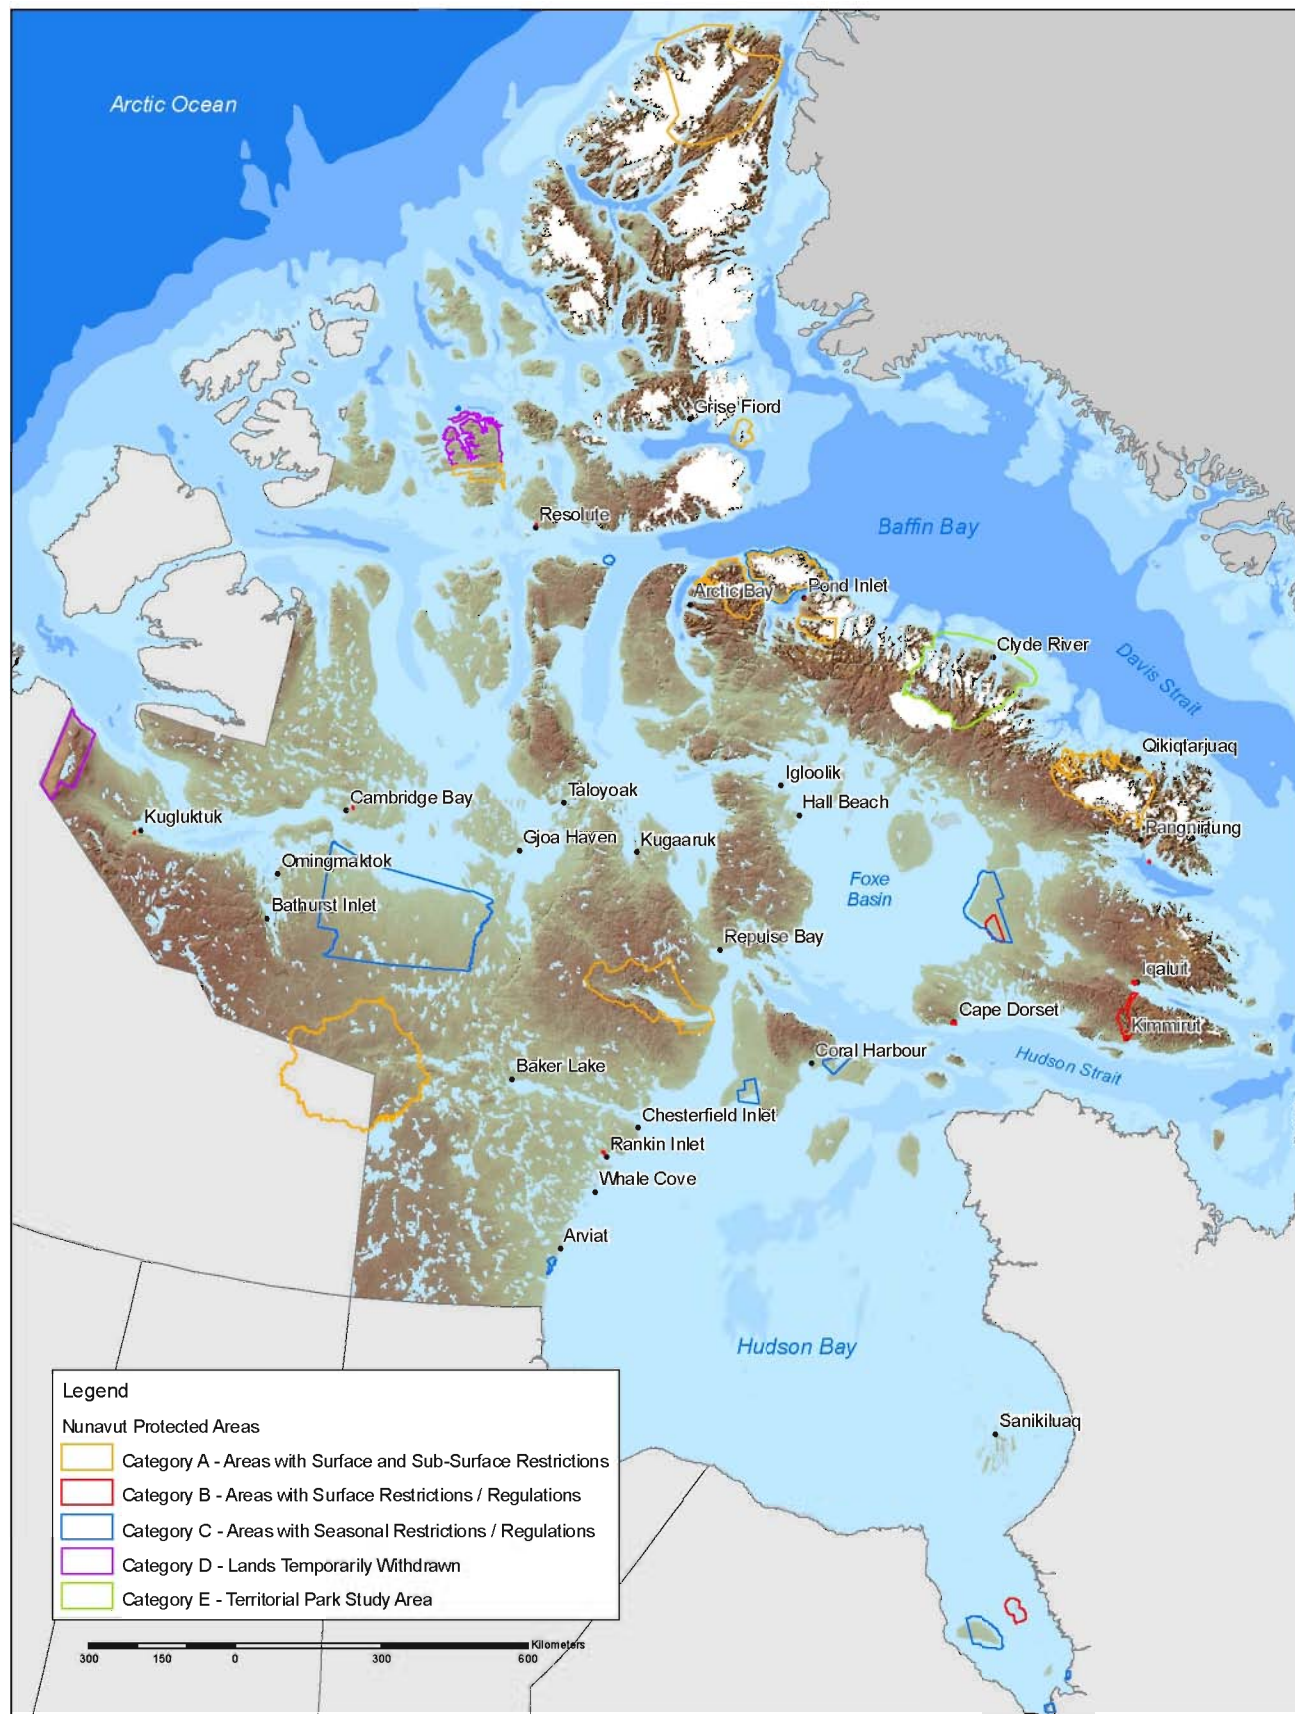 Arctic Ocean
Grise Fiord
Resolute
Baffin Bay
Arctic Bay
Pond Inlet
Clyde River
Davis Strait
Qikiqtarjuaq
Igloolik
Taloyoak
Cambridge Bay
Hall Beach
Kugluktuk
Pangnirtung
Gjoa Haven
Kugaaruk
Omingmaktok
Foxe
Basin
Bathurst Inlet
Repulse Bay
Iqaluit
Cape Dorset
Kimmirut
Coral Harbour
Hudson Strait
Baker Lake
Chesterfield Inlet
Rankin Inlet
Whale Cove
Arviat
Hudson Bay
Sanikiluaq
Legend
Nunavut Protected Areas
Category A - Areas with Surface and Sub-Surface Restrictions
Category B - Areas with Surface Restrictions / Regulations
Category C - Areas with Seasonal Restrictions / Regulations
Category D - Lands Temporarily Withdrawn
Category E - Territorial Park Study Area
Kilometers
300 150 0 300 600